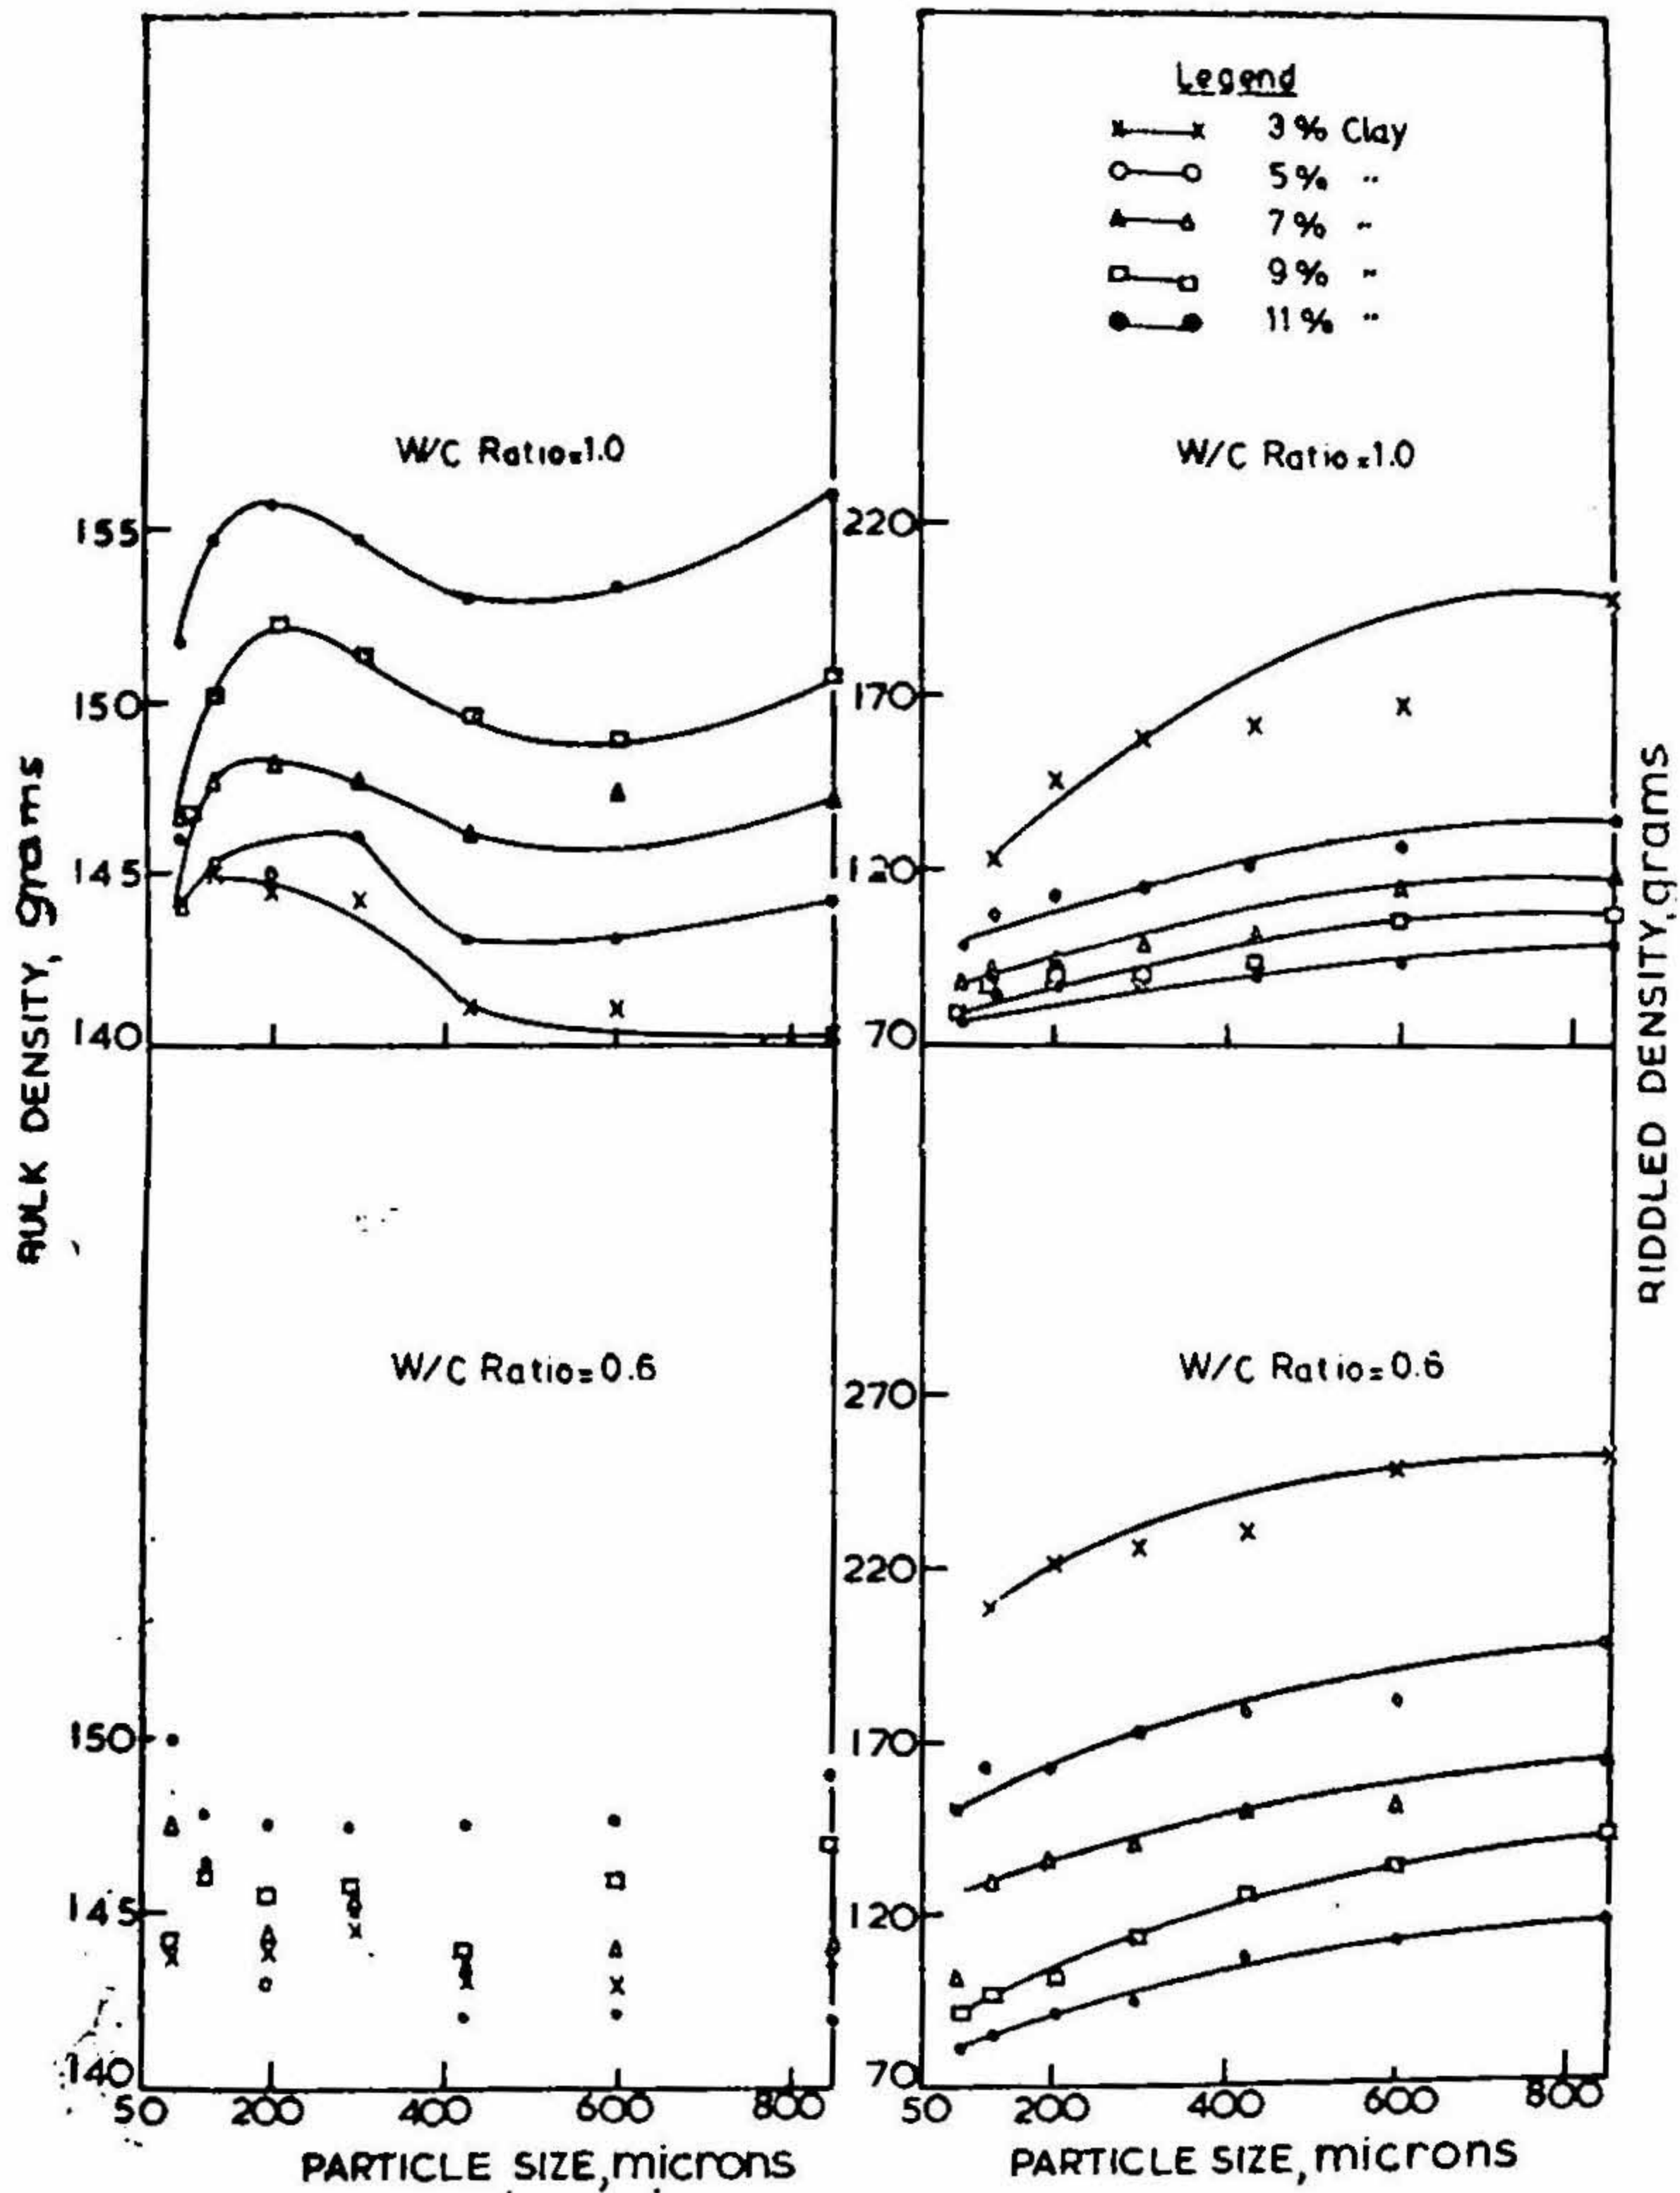 Legend
3 % Clay
5 % "
7 % "
9 % "
11 % "
W/C Ratio=1.0
W/C Ratio=1.0
155
150
145
140
220
170
120
70
BULK DENSITY, grams
RIDDLED DENSITY, grams
W/C Ratio=0.6
W/C Ratio=0.6
150
145
140
270
220
170
120
70
50 200 400 600 800
50 200 400 600 800
PARTICLE SIZE, microns
PARTICLE SIZE, microns